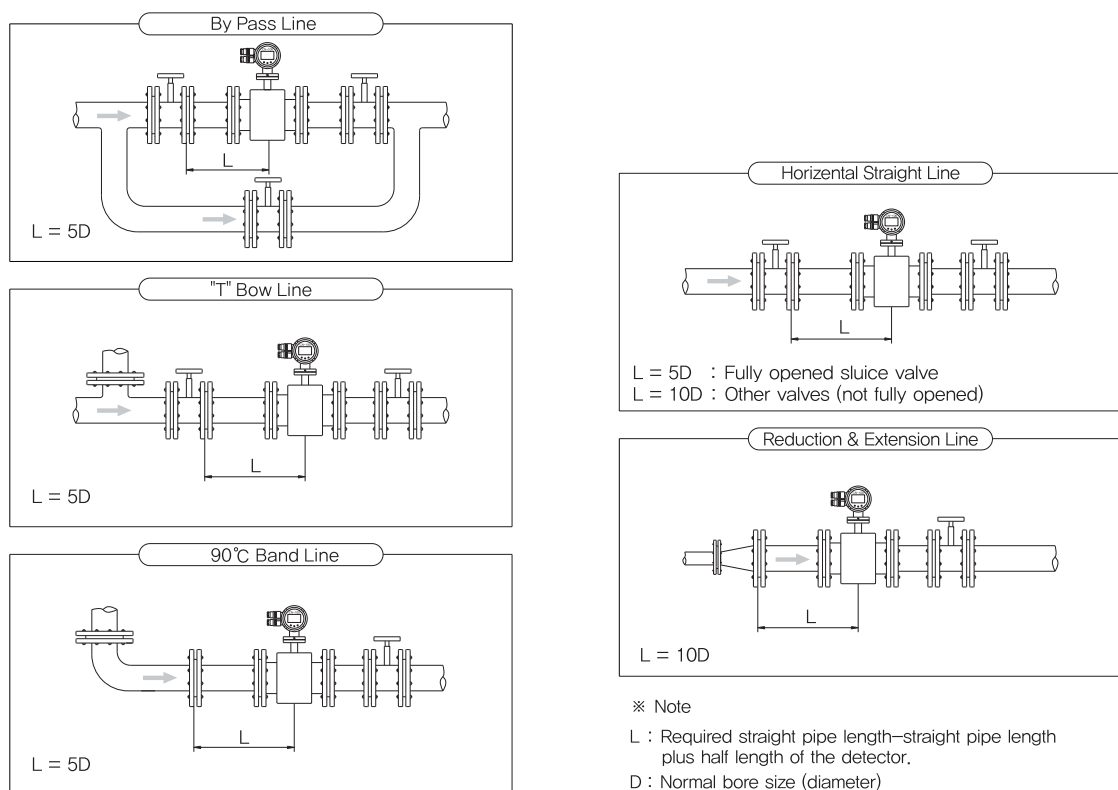 By Pass Line
L
L = 5D
"T" Bow Line
L
L = 5D
90℃ Band Line
L
L = 5D
Horizental Straight Line
L
L = 5D : Fully opened sluice valve
L = 10D : Other valves (not fully opened)
Reduction & Extension Line
L
L = 10D
※ Note
L : Required straight pipe length–straight pipe length
plus half length of the detector.
D : Normal bore size (diameter)